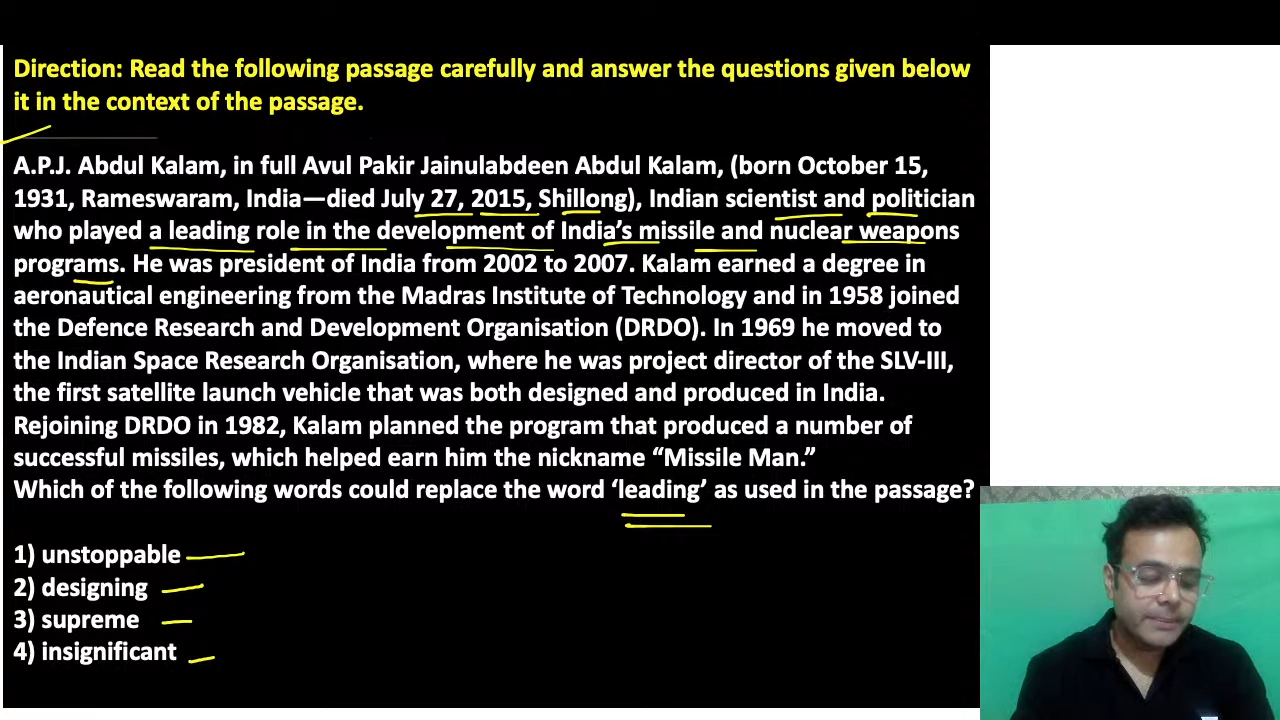 Direction: Read the following passage carefully and answer the questions given below
it in the context of the passage.
A.P.J. Abdul Kalam, in full Avul Pakir Jainulabdeen Abdul Kalam, (born October 15,
1931, Rameswaram, India—died July 27, 2015, Shillong), Indian scientist and politician
who played a leading role in the development of India's missile and nuclear weapons
programs. He was president of India from 2002 to 2007. Kalam earned a degree in
aeronautical engineering from the Madras Institute of Technology and in 1958 joined
the Defence Research and Development Organisation (DRDO). In 1969 he moved to
the Indian Space Research Organisation, where he was project director of the SLV-III,
the first satellite launch vehicle that was both designed and produced in India.
Rejoining DRDO in 1982, Kalam planned the program that produced a number of
successful missiles, which helped earn him the nickname “Missile Man.”
Which of the following words could replace the word ‘leading’ as used in the passage?
1) unstoppable
2) designing
3) supreme
4) insignificant